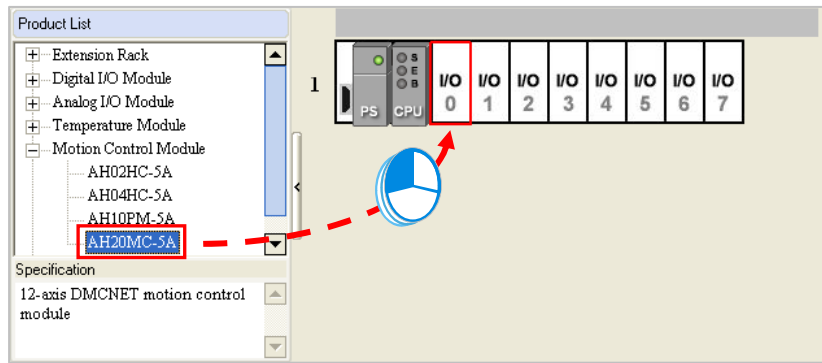 Product List
Extension Rack
Digital I/O Module
Analog I/O Module
Temperature Module
Motion Control Module
AH02HC-5A
AH04HC-5A
AH10PM-5A
AH20MC-5A
Specification
12-axis DMCNET motion control
module
1
PS
CPU
S
E
B
I/O
0
I/O
1
I/O
2
I/O
3
I/O
4
I/O
5
I/O
6
I/O
7